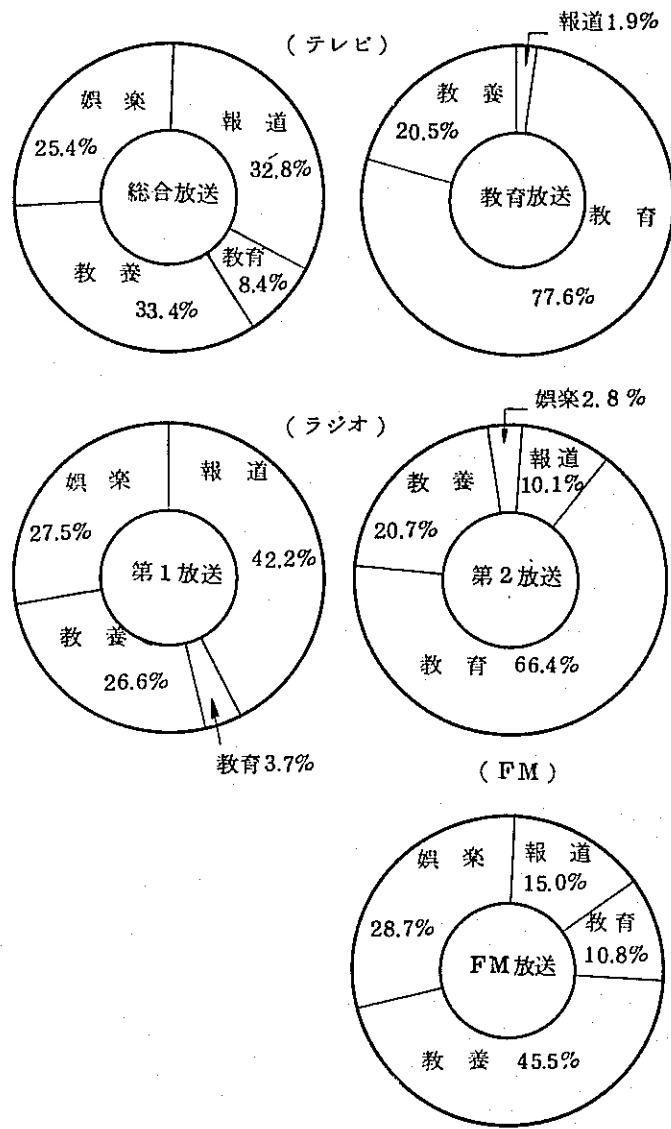 (テレビ)
報道1.9%
娯楽
25.4%
報道
32.8%
総合放送
教育
8.4%
教養
33.4%
教養
20.5%
教育放送
教育
77.6%
(ラジオ)
娯楽2.8%
娯楽
27.5%
報道
42.2%
第1放送
教養
26.6%
教育3.7%
教養
20.7%
報道
10.1%
第2放送
教育 66.4%
(FM)
娯楽
28.7%
報道
15.0%
教育
10.8%
FM放送
教養 45.5%